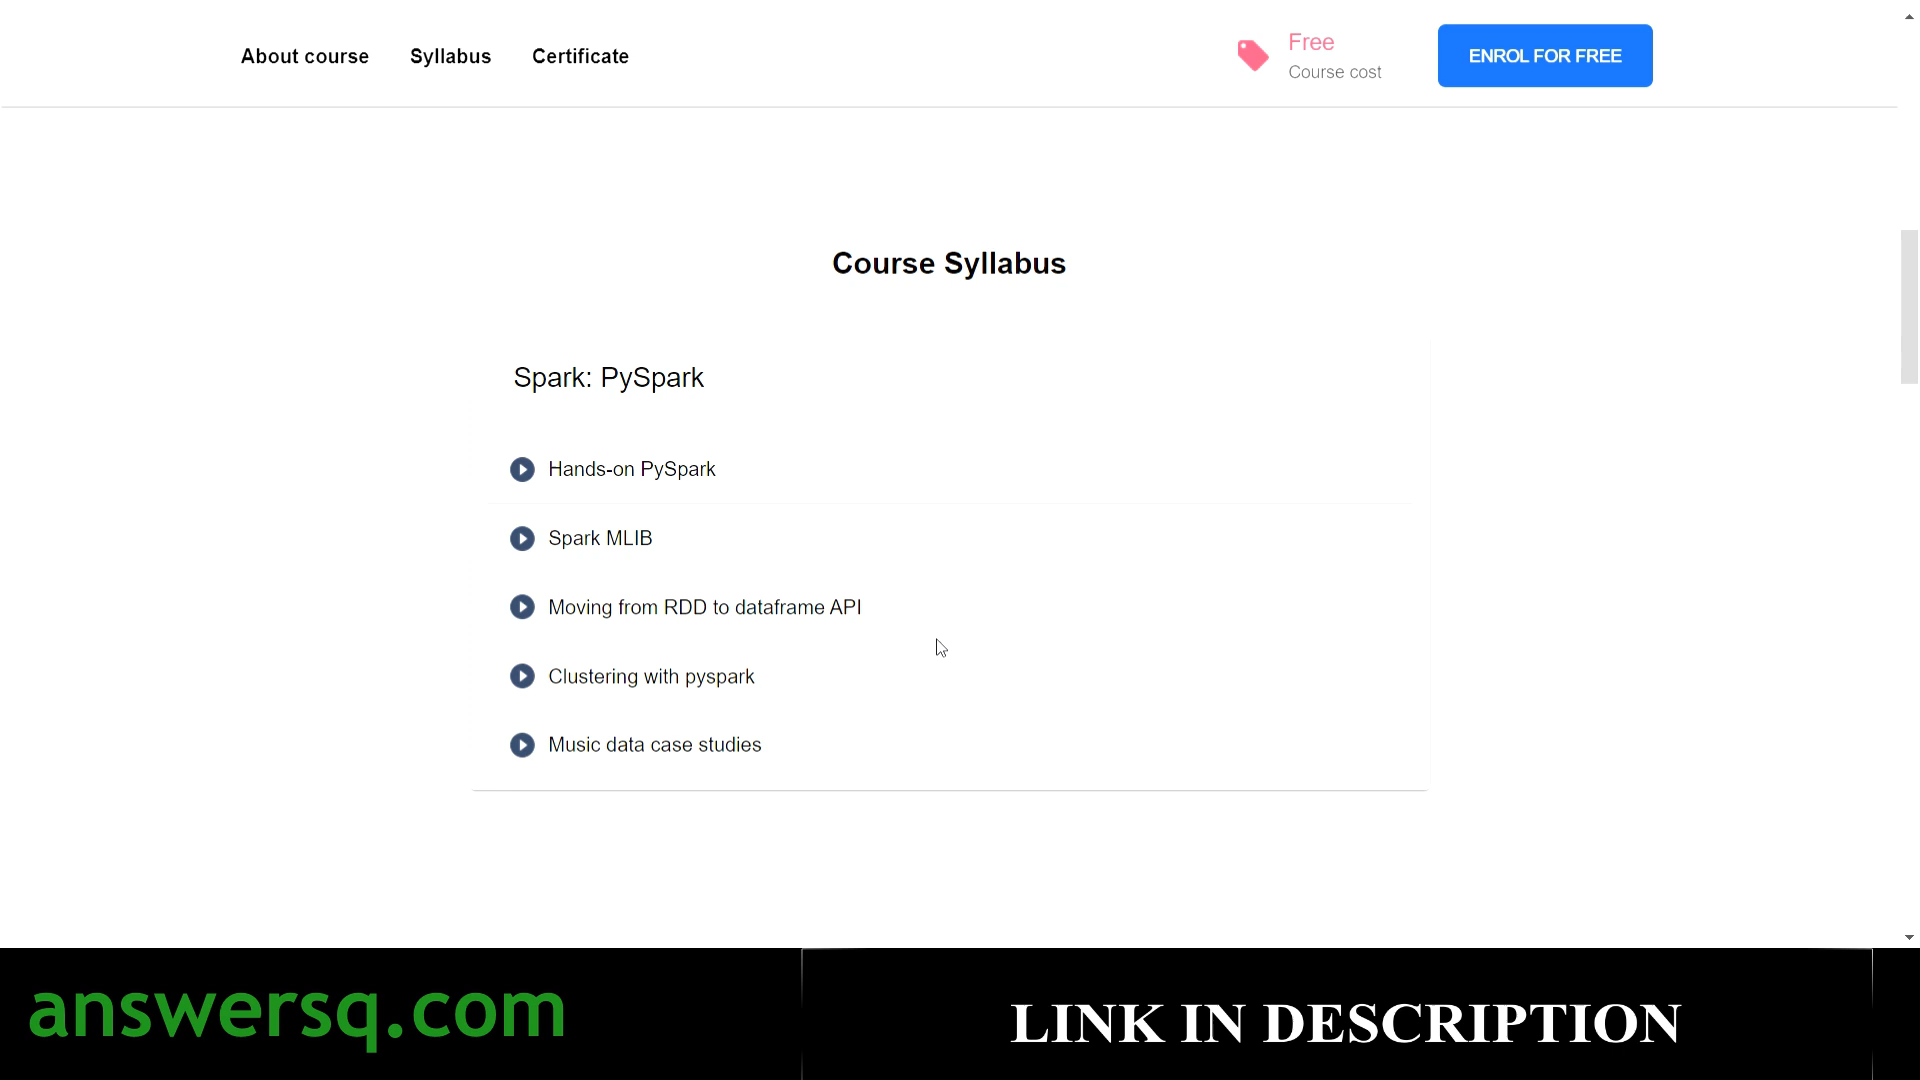 About course Syllabus Certificate
Free
Course cost
ENROL FOR FREE
Course Syllabus
Spark: PySpark
Hands-on PySpark
Spark MLIB
Moving from RDD to dataframe API
Clustering with pyspark
Music data case studies
answersq.com
LINK IN DESCRIPTION